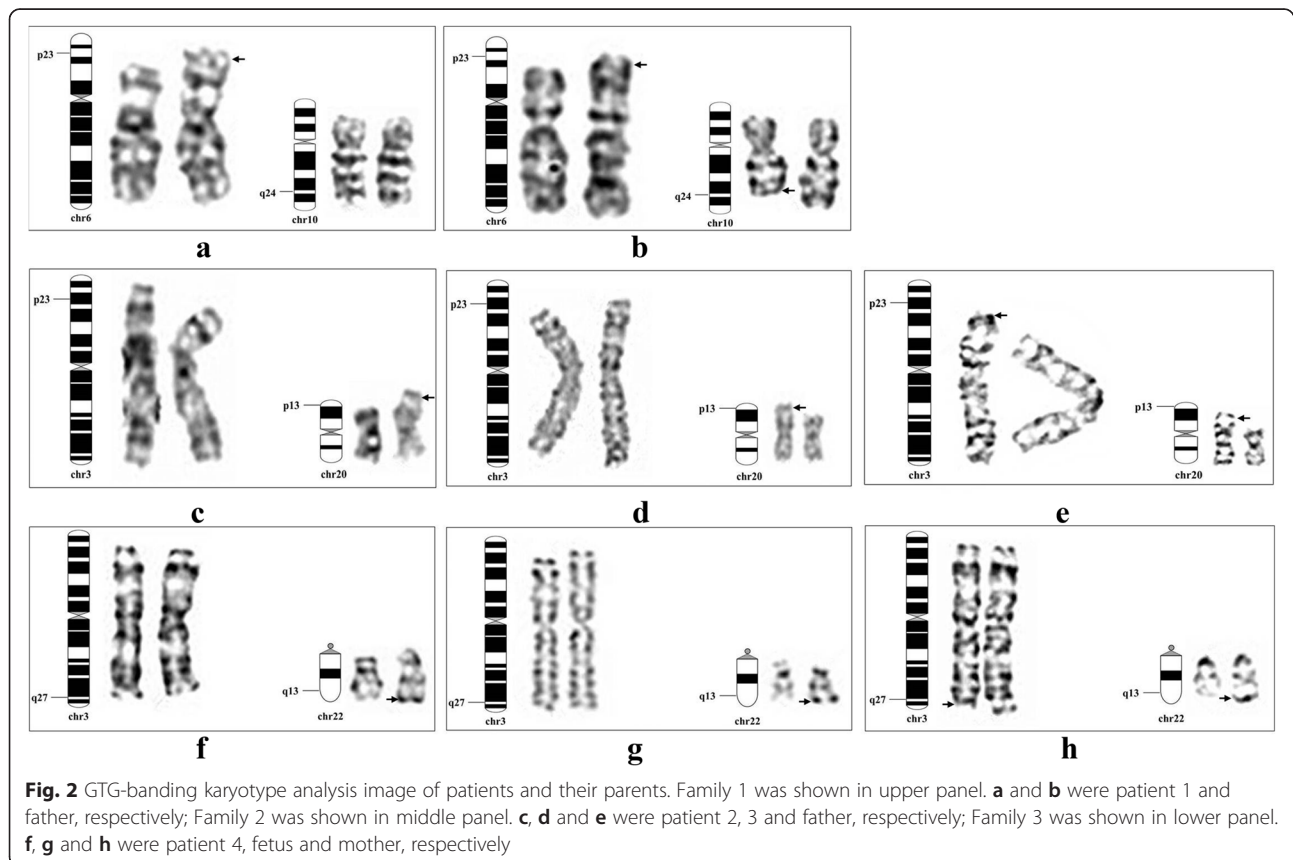 p23
chr6
q24
chr10
a
p23
chr6
q24
chr10
b
p23
chr3
p13
chr20
c
p23
chr3
p13
chr20
d
p23
chr3
p13
chr20
e
q27
chr3
q13
chr22
f
q27
chr3
q13
chr22
g
q27
chr3
q13
chr22
h
Fig. 2 GTG-banding karyotype analysis image of patients and their parents. Family 1 was shown in upper panel. a and b were patient 1 and
father, respectively; Family 2 was shown in middle panel. c, d and e were patient 2, 3 and father, respectively; Family 3 was shown in lower panel.
f, g and h were patient 4, fetus and mother, respectively